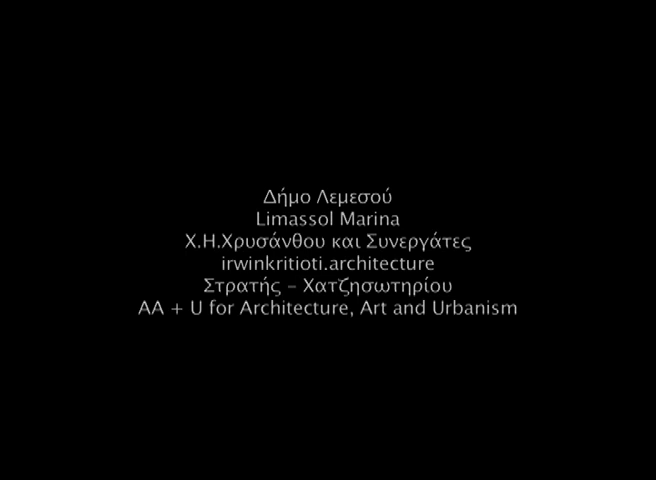 Δήμο Λεμεσού
Limassol Marina
Χ.Η.Χρυσάνθου και Συνεργάτες
irwinkritioti.architecture
Στρατής – Χατζησωτηρίου
AA + U for Architecture, Art and Urbanism